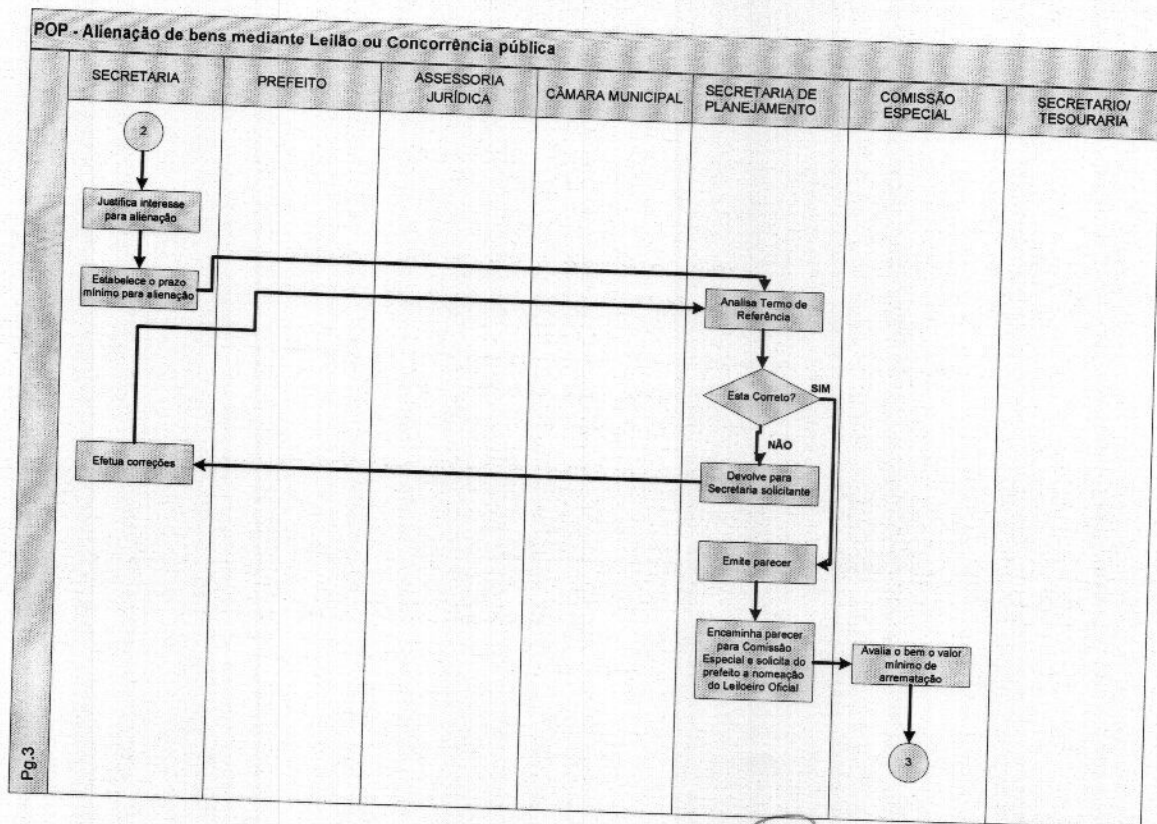 POP - Alienação de bens mediante Leilão ou Concorrência pública
SECRETARIA
PREFEITO
ASSESSORIA
JURÍDICA
CÂMARA MUNICIPAL
SECRETARIA DE
PLANEJAMENTO
COMISSÃO
ESPECIAL
SECRETARIO/
TESOURARIA
2
Justifica interesse
para alienação
Estabelece o prazo
mínimo para alienação
Analisa Termo de
Referência
Esta Correto?
SIM
NÃO
Efetua correções
Devolve para
Secretaria solicitante
Emite parecer
Encaminha parecer
para Comissão
Especial e solicita do
prefeito a nomeação
do Leiloeiro Oficial
Avalia o bem o valor
mínimo de
arrematação
3
Pg.3